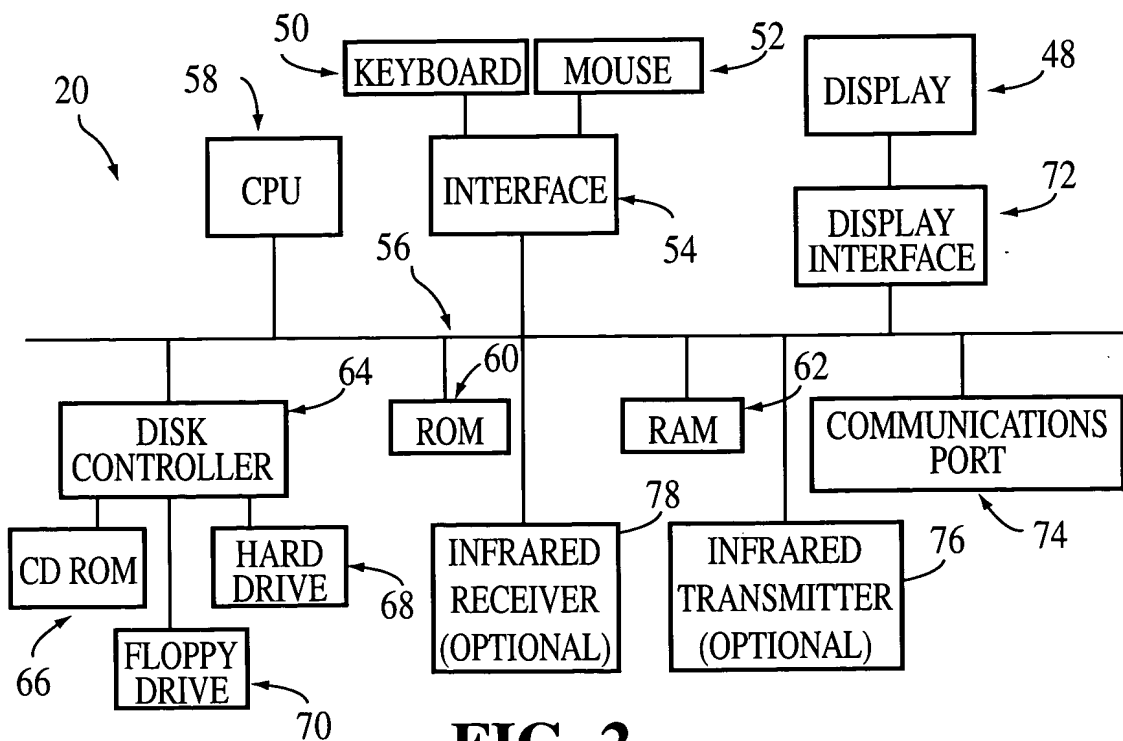 50
KEYBOARD
MOUSE
52
58
48
DISPLAY
20
CPU
INTERFACE
72
54
DISPLAY
INTERFACE
56
64
60
62
DISK
CONTROLLER
ROM
RAM
COMMUNICATIONS
PORT
78
76
74
CD ROM
HARD
DRIVE
68
INFRARED
RECEIVER
(OPTIONAL)
INFRARED
TRANSMITTER
(OPTIONAL)
66
FLOPPY
DRIVE
70
FIG.